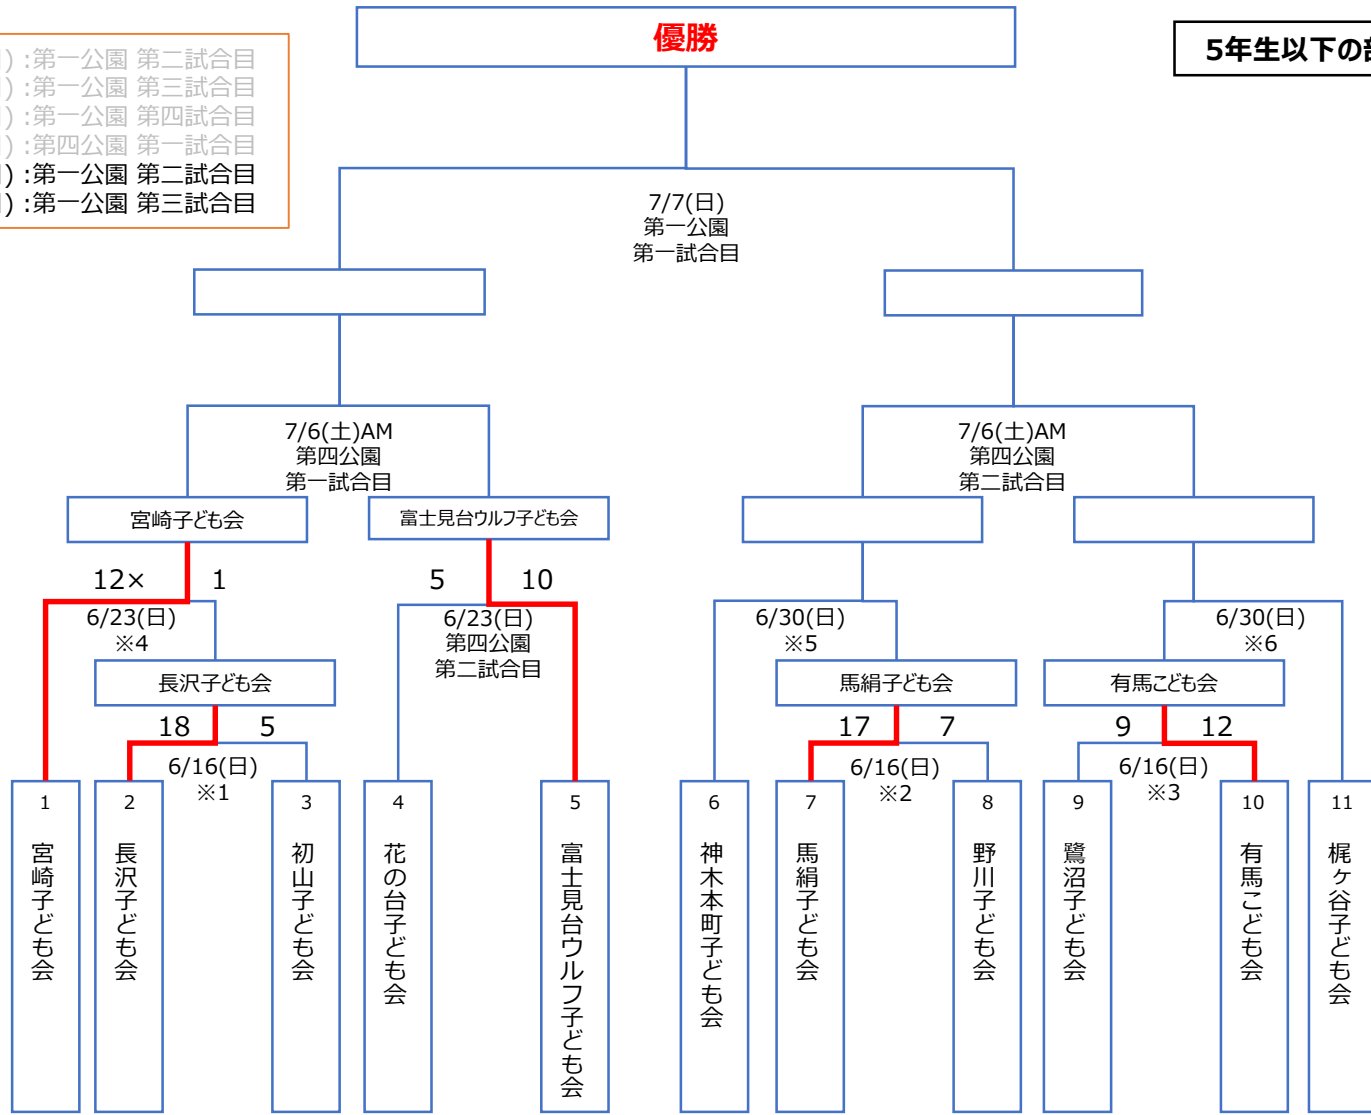 優勝
5年生以下の
) :第一公園 第二試合目
) :第一公園 第三試合目
) :第一公園 第四試合目
) :第四公園 第一試合目
) :第一公園 第二試合目
) :第一公園 第三試合目
7/7(日)
第一公園
第一試合目
7/6(土)AM
第四公園
第一試合目
7/6(土)AM
第四公園
第二試合目
宮崎子ども会
富士見台ウルフ子ども会
12× 1
5 10
6/23(日)
※4
6/23(日)
第四公園
第二試合目
6/30(日)
※5
6/30(日)
※6
長沢子ども会
馬絹子ども会
有馬こども会
18 5
17 7
9 12
6/16(日)
※1
6/16(日)
※2
6/16(日)
※3
1
宮崎子ども会
2
長沢子ども会
3
初山子ども会
4
花の台子ども会
5
富士見台ウルフ子ども会
6
神木本町子ども会
7
馬絹子ども会
8
野川子ども会
9
鷺沼子ども会
10
有馬こども会
11
梶ヶ谷子ども会